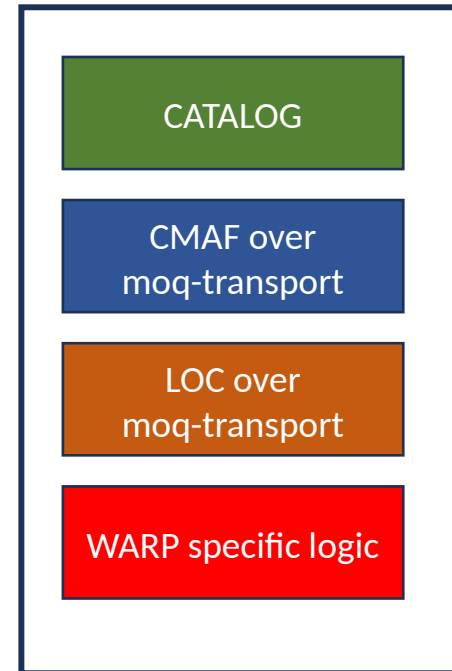 CATALOG
CMAF over
moq-transport
LOC over
moq-transport
WARP specific logic